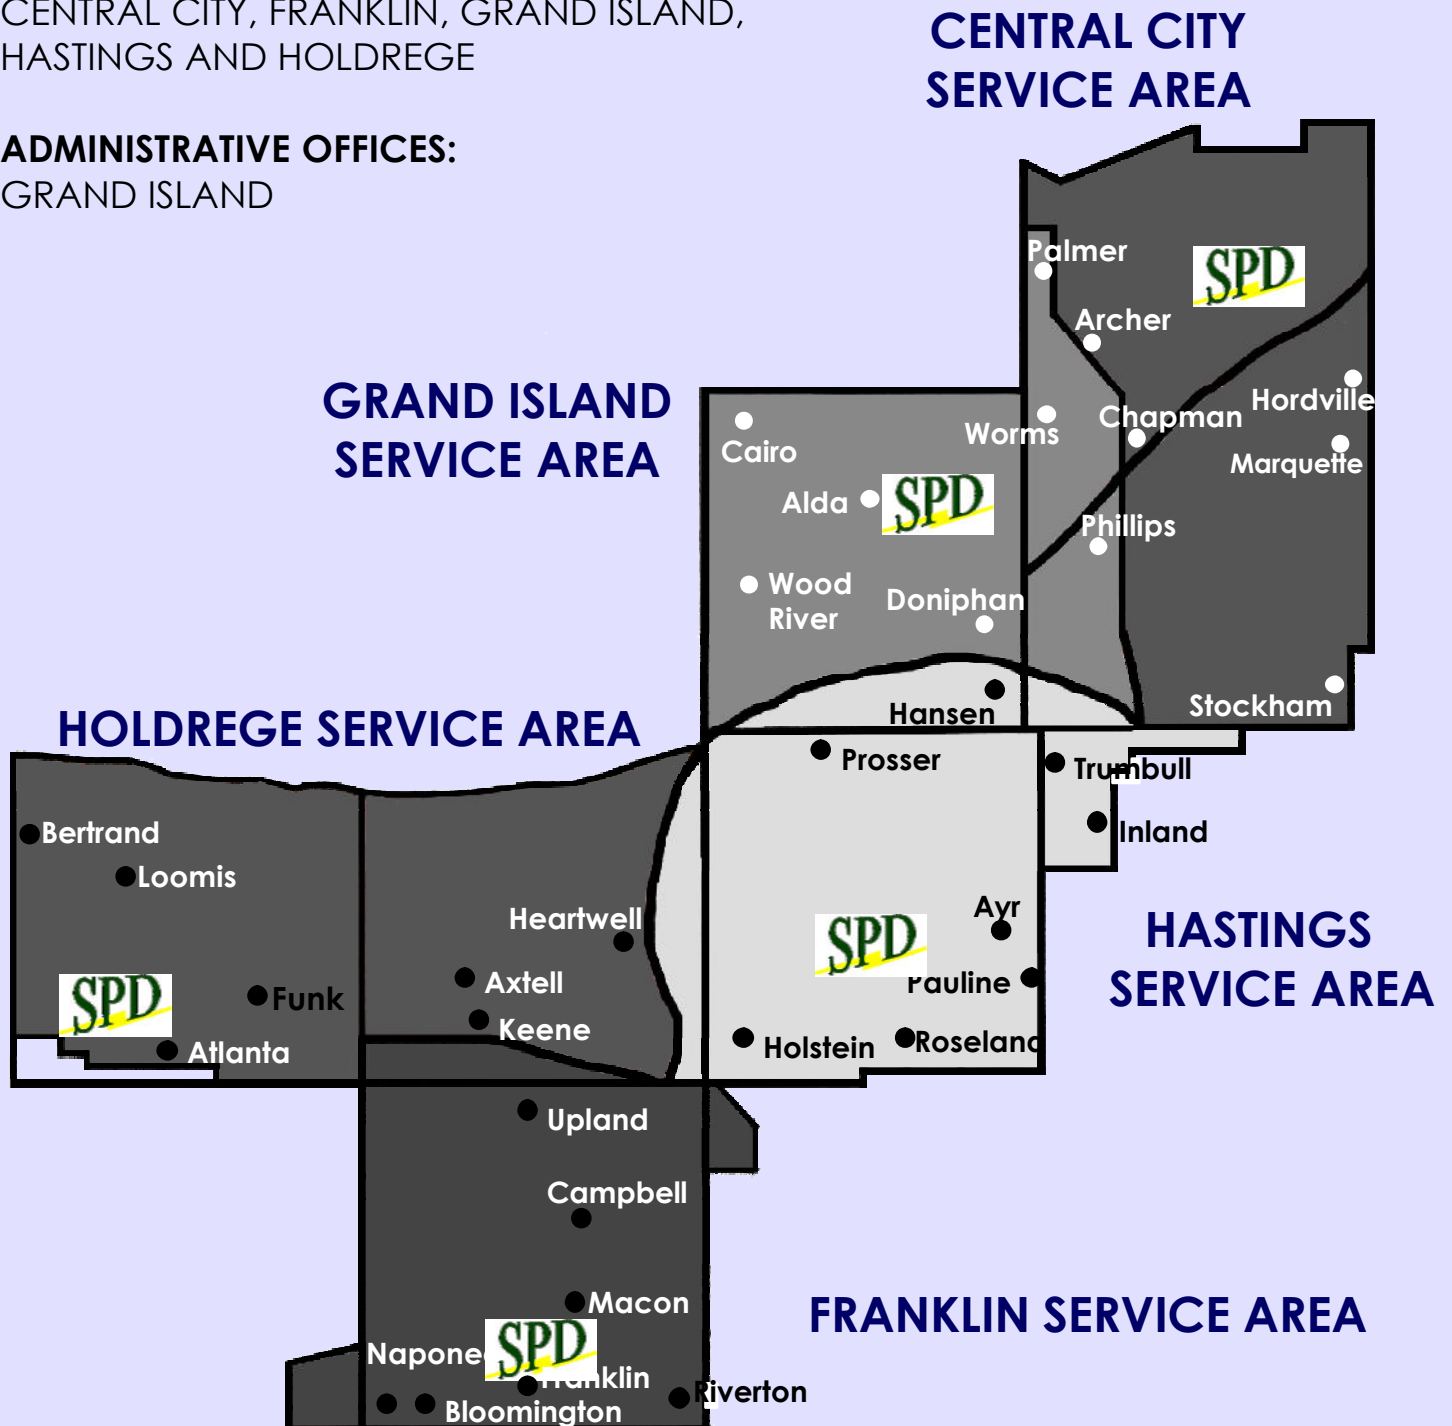 CENTRAL CITY, FRANKLIN, GRAND ISLAND,
HASTINGS AND HOLDREGE
ADMINISTRATIVE OFFICES:
GRAND ISLAND
CENTRAL CITY
SERVICE AREA
Palmer
SPD
Archer
Hordville
Chapman
Worms
Marquette
Phillips
GRAND ISLAND
SERVICE AREA
Cairo
Alda
SPD
Wood
River
Doniphan
Stockham
Hansen
HOLDREGE SERVICE AREA
Prosser
Trumbull
Inland
Bertrand
Loomis
Heartwell
Axtell
Keene
SPD
Funk
Atlanta
Ayr
SPD
Pauline
Holstein
Roseland
HASTINGS
SERVICE AREA
Upland
Campbell
Macon
SPD
FRANKLIN SERVICE AREA
Franklin
Riverton
Bloomington